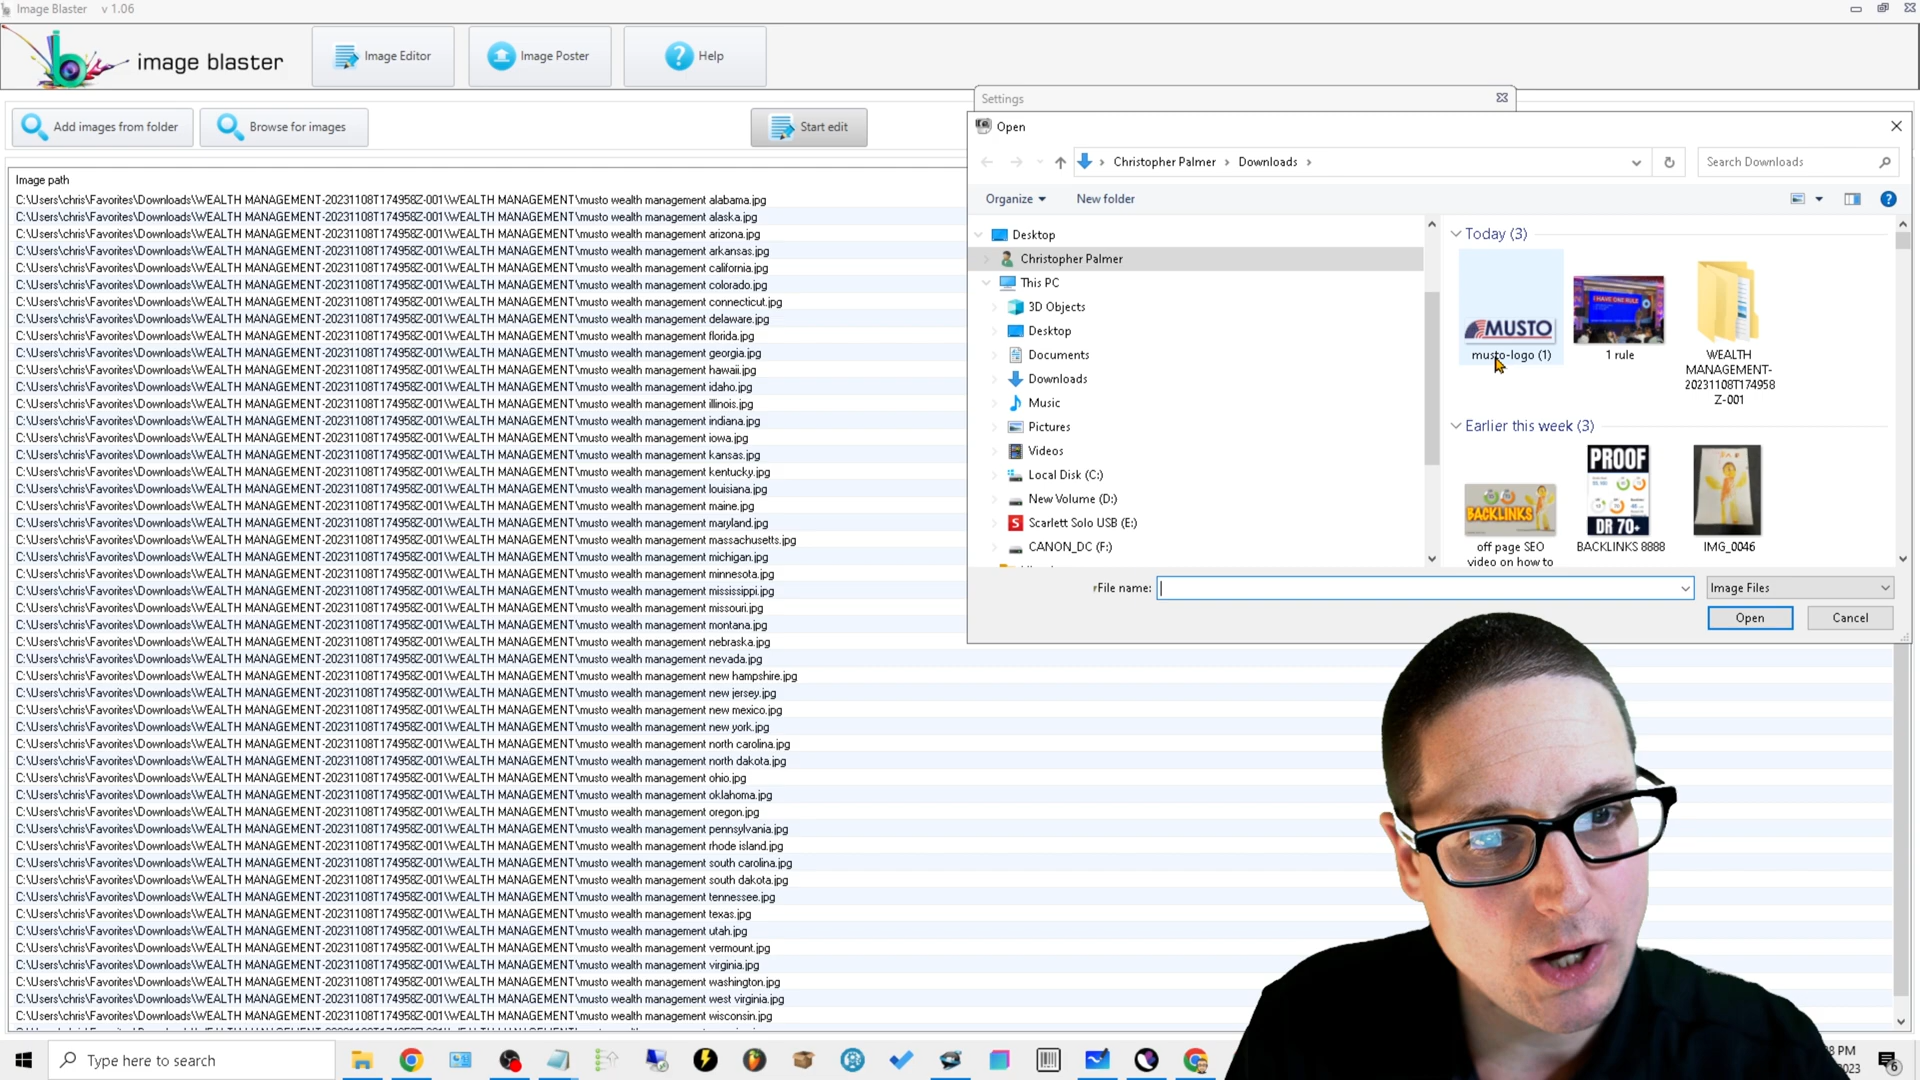 Image Blaster v 1.06
image blaster
Image Editor
Image Poster
Help
Add images from folder
Browse for images
Start edit
Image path
C:\Users\chris\Favorites\Downloads\WEALTH MANAGEMENT-20231108T174958Z-001\WEALTH MANAGEMENT\musto wealth management alabama.jpg
C:\Users\chris\Favorites\Downloads\WEALTH MANAGEMENT-20231108T174958Z-001\WEALTH MANAGEMENT\musto wealth management alaska.jpg
C:\Users\chris\Favorites\Downloads\WEALTH MANAGEMENT-20231108T174958Z-001\WEALTH MANAGEMENT\musto wealth management arizona.jpg
C:\Users\chris\Favorites\Downloads\WEALTH MANAGEMENT-20231108T174958Z-001\WEALTH MANAGEMENT\musto wealth management arkansas.jpg
C:\Users\chris\Favorites\Downloads\WEALTH MANAGEMENT-20231108T174958Z-001\WEALTH MANAGEMENT\musto wealth management california.jpg
C:\Users\chris\Favorites\Downloads\WEALTH MANAGEMENT-20231108T174958Z-001\WEALTH MANAGEMENT\musto wealth management colorado.jpg
C:\Users\chris\Favorites\Downloads\WEALTH MANAGEMENT-20231108T174958Z-001\WEALTH MANAGEMENT\musto wealth management connecticut.jpg
C:\Users\chris\Favorites\Downloads\WEALTH MANAGEMENT-20231108T174958Z-001\WEALTH MANAGEMENT\musto wealth management delaware.jpg
C:\Users\chris\Favorites\Downloads\WEALTH MANAGEMENT-20231108T174958Z-001\WEALTH MANAGEMENT\musto wealth management florida.jpg
C:\Users\chris\Favorites\Downloads\WEALTH MANAGEMENT-20231108T174958Z-001\WEALTH MANAGEMENT\musto wealth management georgia.jpg
C:\Users\chris\Favorites\Downloads\WEALTH MANAGEMENT-20231108T174958Z-001\WEALTH MANAGEMENT\musto wealth management hawaii.jpg
C:\Users\chris\Favorites\Downloads\WEALTH MANAGEMENT-20231108T174958Z-001\WEALTH MANAGEMENT\musto wealth management idaho.jpg
C:\Users\chris\Favorites\Downloads\WEALTH MANAGEMENT-20231108T174958Z-001\WEALTH MANAGEMENT\musto wealth management illinois.jpg
C:\Users\chris\Favorites\Downloads\WEALTH MANAGEMENT-20231108T174958Z-001\WEALTH MANAGEMENT\musto wealth management indiana.jpg
C:\Users\chris\Favorites\Downloads\WEALTH MANAGEMENT-20231108T174958Z-001\WEALTH MANAGEMENT\musto wealth management iowa.jpg
C:\Users\chris\Favorites\Downloads\WEALTH MANAGEMENT-20231108T174958Z-001\WEALTH MANAGEMENT\musto wealth management kansas.jpg
C:\Users\chris\Favorites\Downloads\WEALTH MANAGEMENT-20231108T174958Z-001\WEALTH MANAGEMENT\musto wealth management kentucky.jpg
C:\Users\chris\Favorites\Downloads\WEALTH MANAGEMENT-20231108T174958Z-001\WEALTH MANAGEMENT\musto wealth management louisiana.jpg
C:\Users\chris\Favorites\Downloads\WEALTH MANAGEMENT-20231108T174958Z-001\WEALTH MANAGEMENT\musto wealth management maine.jpg
C:\Users\chris\Favorites\Downloads\WEALTH MANAGEMENT-20231108T174958Z-001\WEALTH MANAGEMENT\musto wealth management maryland.jpg
C:\Users\chris\Favorites\Downloads\WEALTH MANAGEMENT-20231108T174958Z-001\WEALTH MANAGEMENT\musto wealth management massachusetts.jpg
C:\Users\chris\Favorites\Downloads\WEALTH MANAGEMENT-20231108T174958Z-001\WEALTH MANAGEMENT\musto wealth management michigan.jpg
C:\Users\chris\Favorites\Downloads\WEALTH MANAGEMENT-20231108T174958Z-001\WEALTH MANAGEMENT\musto wealth management minnesota.jpg
C:\Users\chris\Favorites\Downloads\WEALTH MANAGEMENT-20231108T174958Z-001\WEALTH MANAGEMENT\musto wealth management mississippi.jpg
C:\Users\chris\Favorites\Downloads\WEALTH MANAGEMENT-20231108T174958Z-001\WEALTH MANAGEMENT\musto wealth management missouri.jpg
C:\Users\chris\Favorites\Downloads\WEALTH MANAGEMENT-20231108T174958Z-001\WEALTH MANAGEMENT\musto wealth management montana.jpg
C:\Users\chris\Favorites\Downloads\WEALTH MANAGEMENT-20231108T174958Z-001\WEALTH MANAGEMENT\musto wealth management nebraska.jpg
C:\Users\chris\Favorites\Downloads\WEALTH MANAGEMENT-20231108T174958Z-001\WEALTH MANAGEMENT\musto wealth management nevada.jpg
C:\Users\chris\Favorites\Downloads\WEALTH MANAGEMENT-20231108T174958Z-001\WEALTH MANAGEMENT\musto wealth management new hampshire.jpg
C:\Users\chris\Favorites\Downloads\WEALTH MANAGEMENT-20231108T174958Z-001\WEALTH MANAGEMENT\musto wealth management new jersey.jpg
C:\Users\chris\Favorites\Downloads\WEALTH MANAGEMENT-20231108T174958Z-001\WEALTH MANAGEMENT\musto wealth management new mexico.jpg
C:\Users\chris\Favorites\Downloads\WEALTH MANAGEMENT-20231108T174958Z-001\WEALTH MANAGEMENT\musto wealth management new york.jpg
C:\Users\chris\Favorites\Downloads\WEALTH MANAGEMENT-20231108T174958Z-001\WEALTH MANAGEMENT\musto wealth management north carolina.jpg
C:\Users\chris\Favorites\Downloads\WEALTH MANAGEMENT-20231108T174958Z-001\WEALTH MANAGEMENT\musto wealth management north dakota.jpg
C:\Users\chris\Favorites\Downloads\WEALTH MANAGEMENT-20231108T174958Z-001\WEALTH MANAGEMENT\musto wealth management ohio.jpg
C:\Users\chris\Favorites\Downloads\WEALTH MANAGEMENT-20231108T174958Z-001\WEALTH MANAGEMENT\musto wealth management oklahoma.jpg
C:\Users\chris\Favorites\Downloads\WEALTH MANAGEMENT-20231108T174958Z-001\WEALTH MANAGEMENT\musto wealth management oregon.jpg
C:\Users\chris\Favorites\Downloads\WEALTH MANAGEMENT-20231108T174958Z-001\WEALTH MANAGEMENT\musto wealth management pennsylvania.jpg
C:\Users\chris\Favorites\Downloads\WEALTH MANAGEMENT-20231108T174958Z-001\WEALTH MANAGEMENT\musto wealth management rhode island.jpg
C:\Users\chris\Favorites\Downloads\WEALTH MANAGEMENT-20231108T174958Z-001\WEALTH MANAGEMENT\musto wealth management south carolina.jpg
C:\Users\chris\Favorites\Downloads\WEALTH MANAGEMENT-20231108T174958Z-001\WEALTH MANAGEMENT\musto wealth management south dakota.jpg
C:\Users\chris\Favorites\Downloads\WEALTH MANAGEMENT-20231108T174958Z-001\WEALTH MANAGEMENT\musto wealth management tennessee.jpg
C:\Users\chris\Favorites\Downloads\WEALTH MANAGEMENT-20231108T174958Z-001\WEALTH MANAGEMENT\musto wealth management texas.jpg
C:\Users\chris\Favorites\Downloads\WEALTH MANAGEMENT-20231108T174958Z-001\WEALTH MANAGEMENT\musto wealth management utah.jpg
C:\Users\chris\Favorites\Downloads\WEALTH MANAGEMENT-20231108T174958Z-001\WEALTH MANAGEMENT\musto wealth management vermount.jpg
C:\Users\chris\Favorites\Downloads\WEALTH MANAGEMENT-20231108T174958Z-001\WEALTH MANAGEMENT\musto wealth management virginia.jpg
C:\Users\chris\Favorites\Downloads\WEALTH MANAGEMENT-20231108T174958Z-001\WEALTH MANAGEMENT\musto wealth management washington.jpg
C:\Users\chris\Favorites\Downloads\WEALTH MANAGEMENT-20231108T174958Z-001\WEALTH MANAGEMENT\musto wealth management west virginia.jpg
C:\Users\chris\Favorites\Downloads\WEALTH MANAGEMENT-20231108T174958Z-001\WEALTH MANAGEMENT\musto wealth management wisconsin.jpg
Settings
Open
Christopher Palmer > Downloads >
Search Downloads
Organize
New folder
Desktop
Christopher Palmer
This PC
3D Objects
Desktop
Documents
Downloads
Music
Pictures
Videos
Local Disk (C:)
New Volume (D:)
Scarlett Solo USB (E:)
CANON_DC (F:)
Today (3)
MUSTO
musto-logo (1)
I HAVE ONE RULE
1 rule
WEALTH
MANAGEMENT-
20231108T174958
Z-001
Earlier this week (3)
BACKLINKS
off page SEO
video on how to
PROOF
DR 70+
BACKLINKS 8888
IMG_0046
File name:
Image Files
Open
Cancel
Type here to search
PM
2023
6